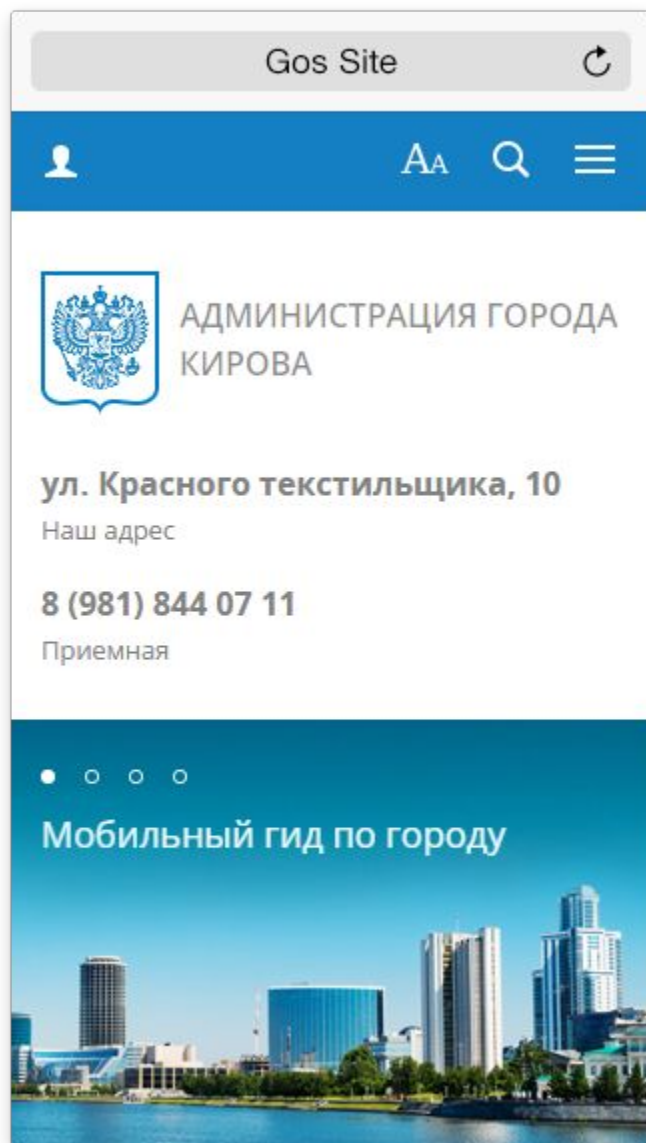 Gos Site
AA
АДМИНИСТРАЦИЯ ГОРОДА
КИРОВА
ул. Красного текстильщика, 10
Наш адрес
8 (981) 844 07 11
Приемная
Мобильный гид по городу